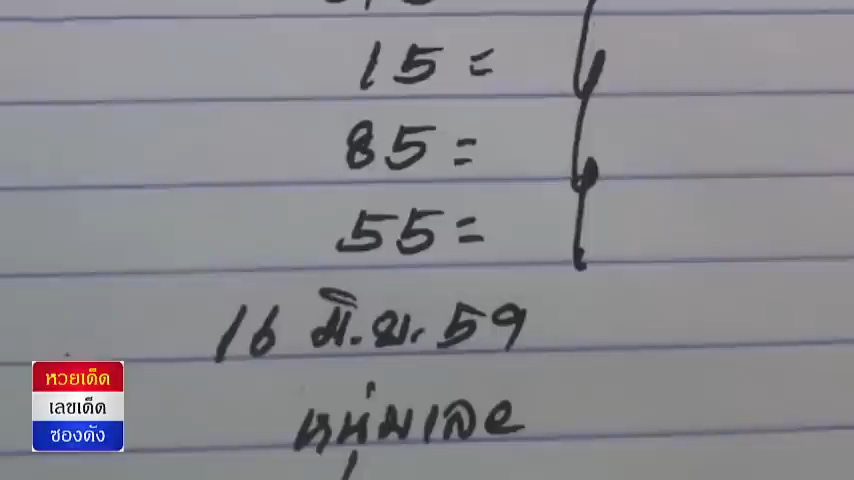 15 =
85 =
55 =
16 มิ.ย. 59
หนุ่มเลย
หวยเด็ด
เลขเด็ด
ซองดัง